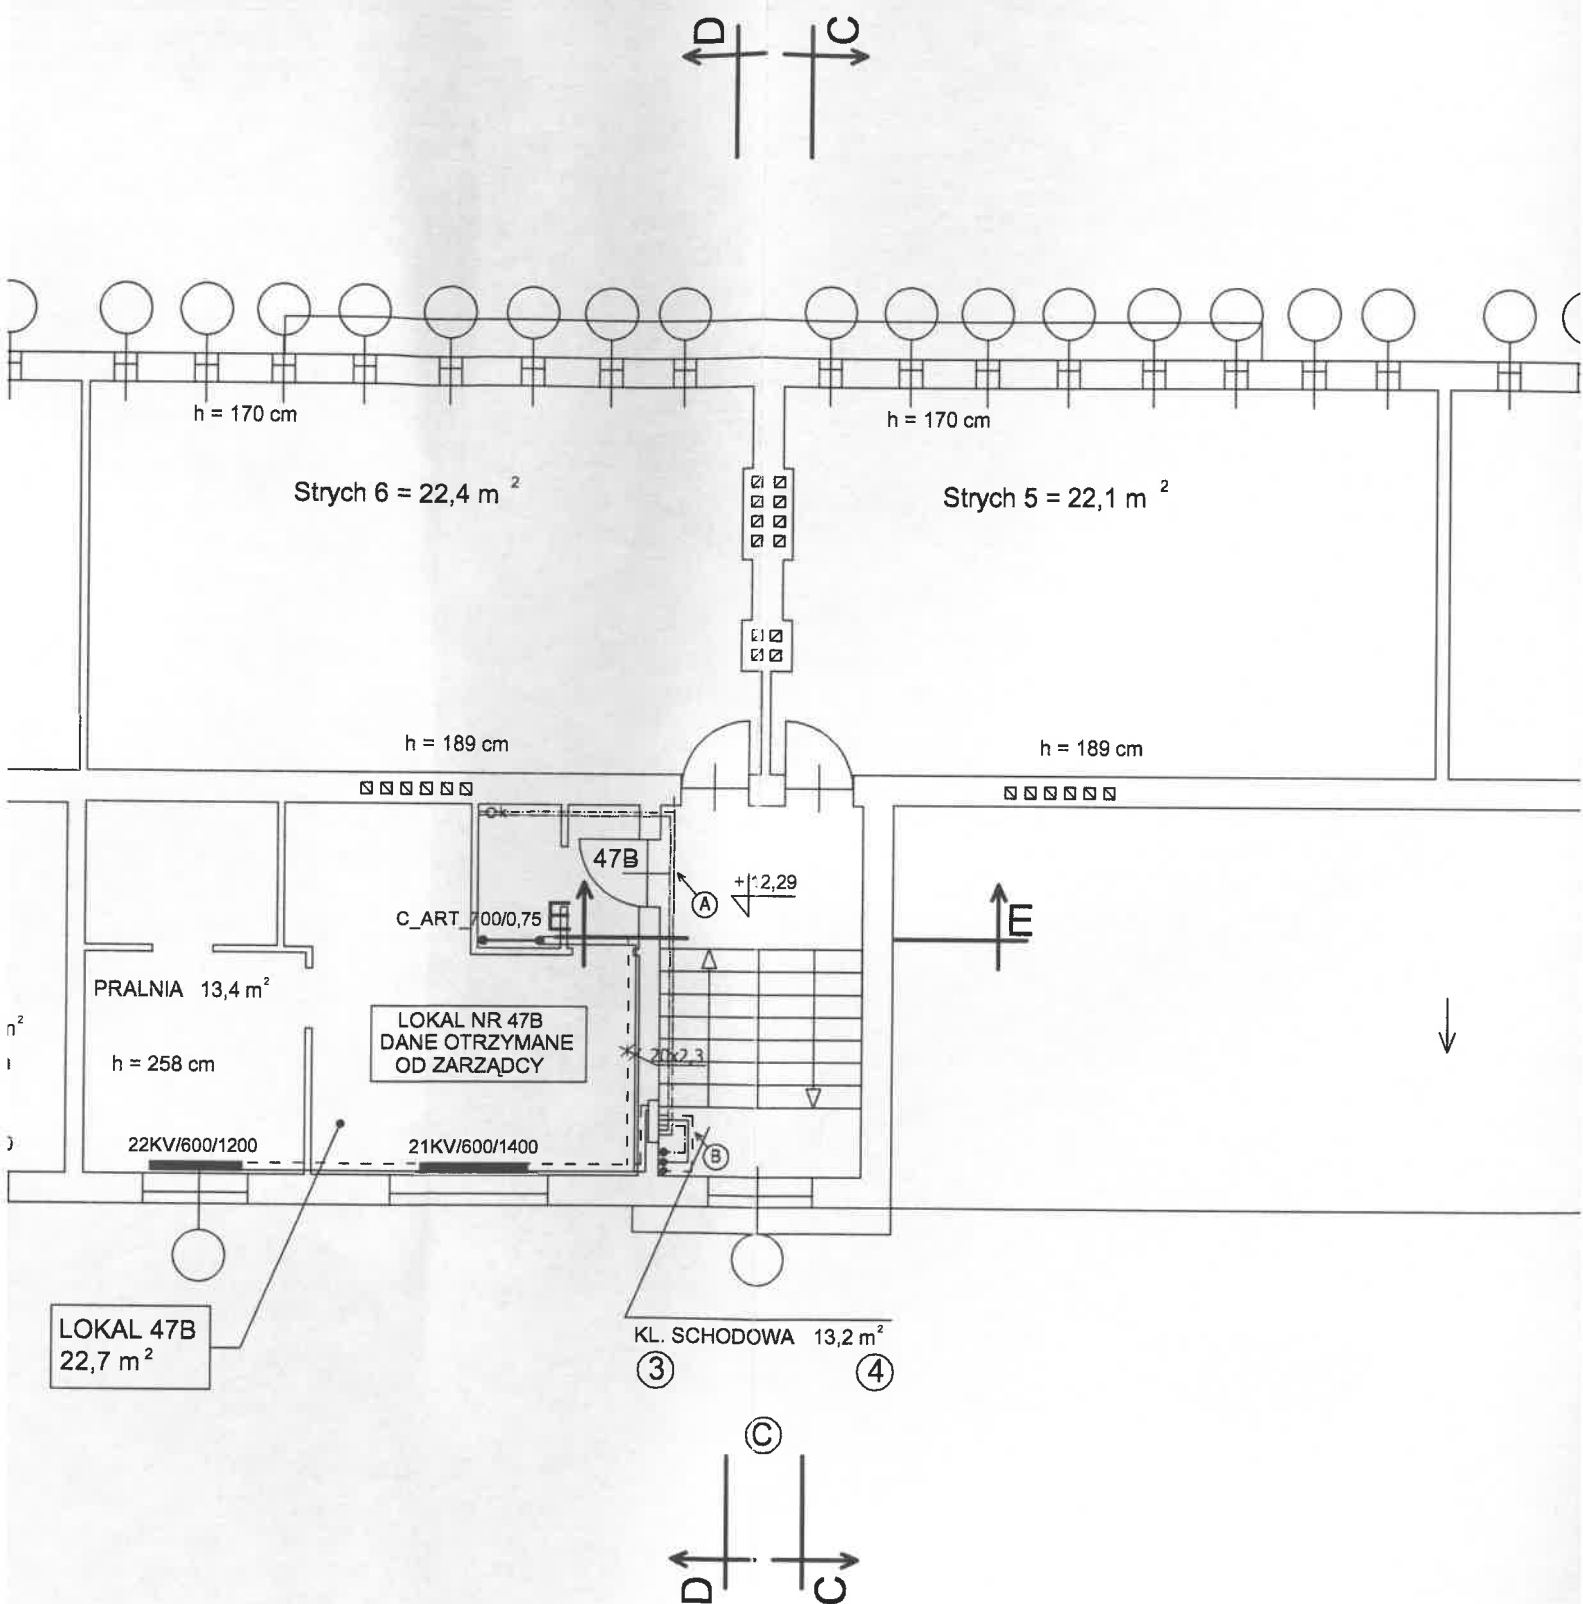 D C
h = 170 cm
h = 170 cm
Strych 6 = 22,4 m ²
Strych 5 = 22,1 m ²
h = 189 cm
h = 189 cm
47B
+12,29
A
C_ART_700/0,75
E
E
PRALNIA 13,4 m²
LOKAL NR 47B
DANE OTRZYMANE
OD ZARZĄDCY
h = 258 cm
20x2,3
22KV/600/1200
21KV/600/1400
B
LOKAL 47B
22,7 m²
KL. SCHODOWA 13,2 m²
3
4
C
D C